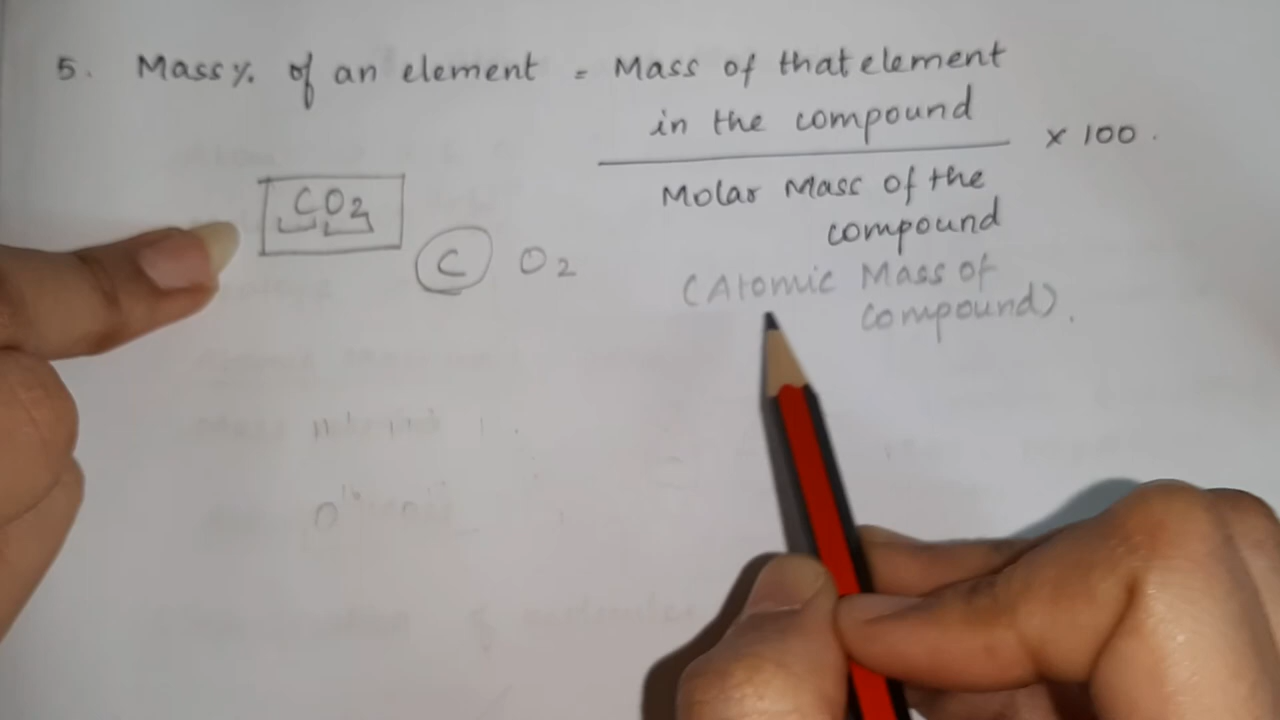 5. Mass % of an element = Mass of that element
in the compound
x 100.
Molar Mass of the
compound
(Atomic Mass of
compound).
CO2
C O2